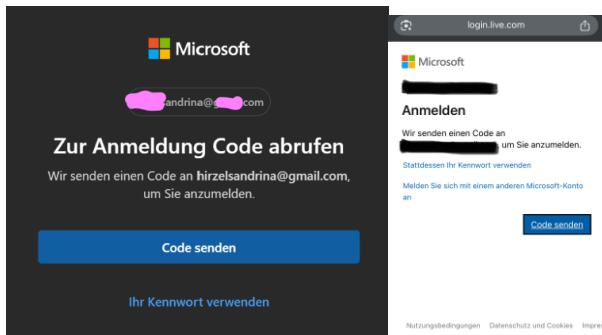 Microsoft
andrina@g com
Zur Anmeldung Code abrufen
Wir senden einen Code an hirzelsandrina@gmail.com,
um Sie anzumelden.
Code senden
Ihr Kennwort verwenden
login.live.com
Microsoft
Anmelden
Wir senden einen Code an
, um Sie anzumelden.
Stattdessen Ihr Kennwort verwenden
Melden Sie sich mit einem anderen Microsoft-Konto
an
Code senden
Nutzungsbedingungen Datenschutz und Cookies Impre